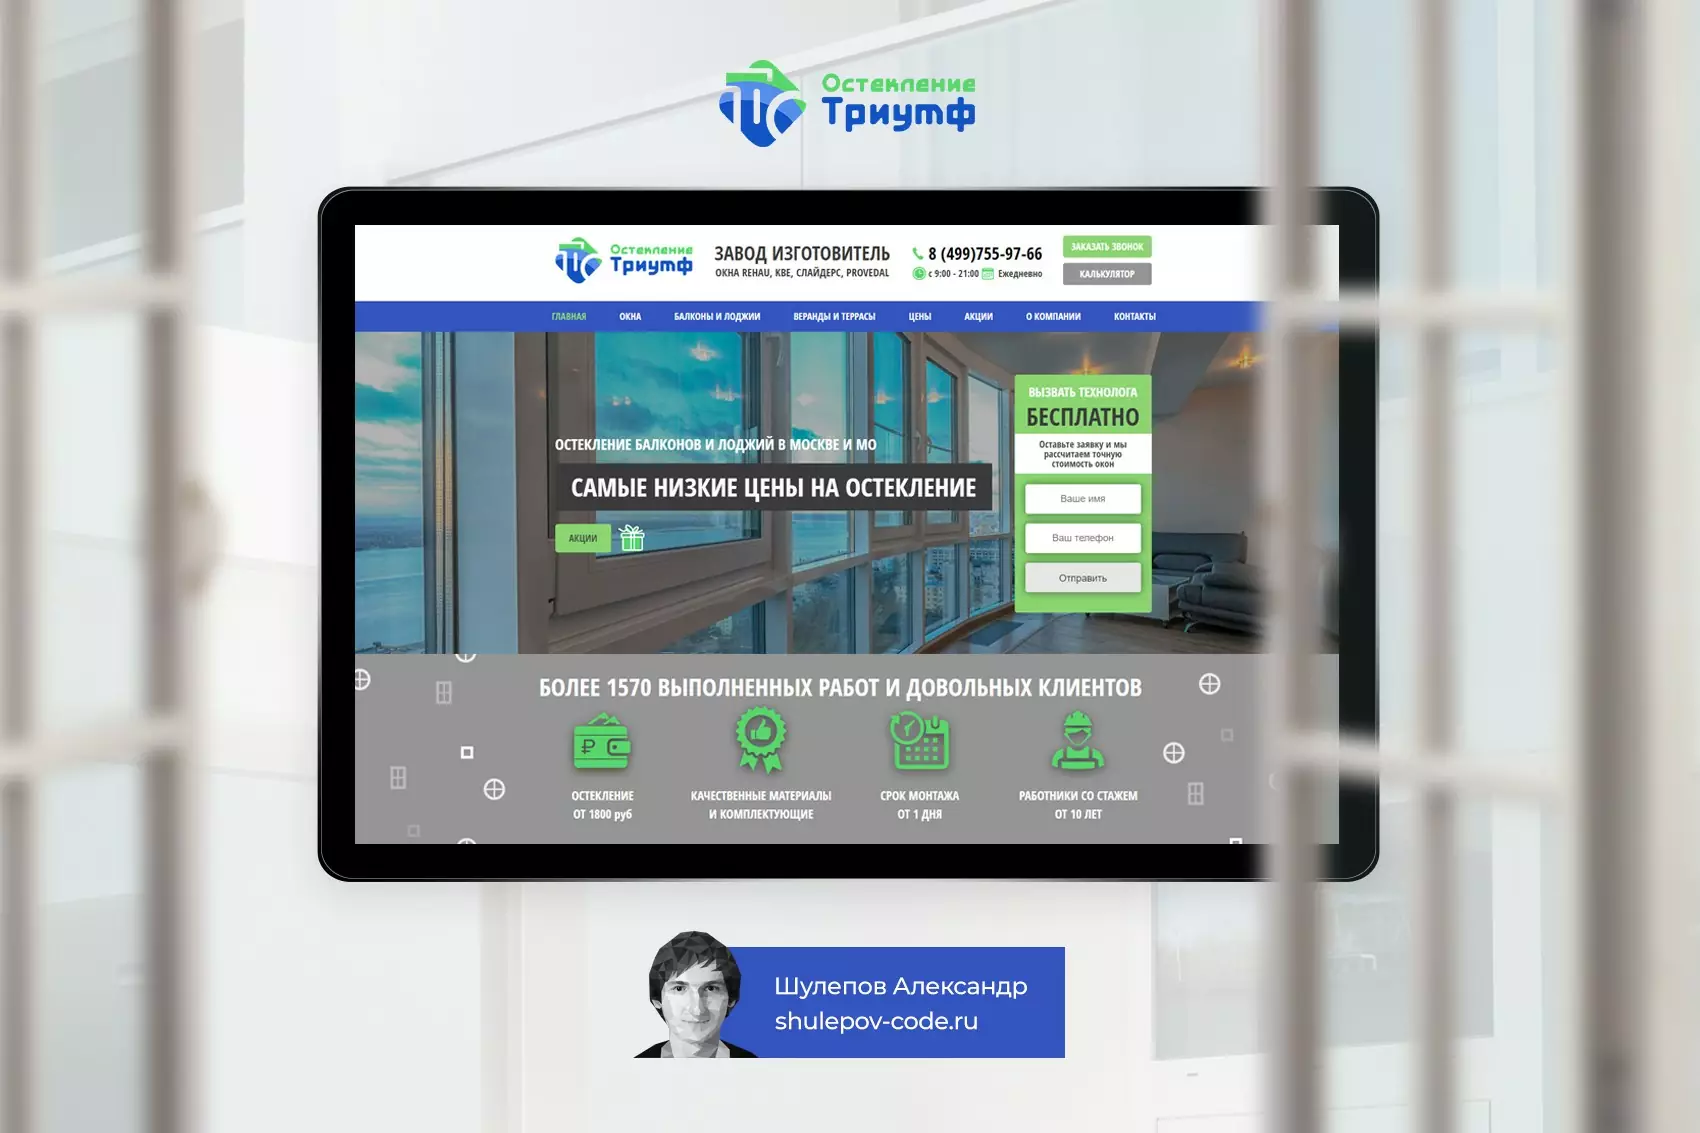 Остекление
Триумф
Остекление
Триумф
ЗАВОД ИЗГОТОВИТЕЛЬ
ОКНА REHAU, КВЕ, СЛАЙДЕРС, PROVEDAL
8 (499)755-97-66
с 9:00 - 21:00 Ежедневно
ЗАКАЗАТЬ ЗВОНОК
КАЛЬКУЛЯТОР
ГЛАВНАЯ ОКНА БАЛКОНЫ И ЛОДЖИИ ВЕРАНДЫ И ТЕРРАСЫ ЦЕНЫ АКЦИИ О КОМПАНИИ КОНТАКТЫ
ОСТЕКЛЕНИЕ БАЛКОНОВ И ЛОДЖИЙ В МОСКВЕ И МО
САМЫЕ НИЗКИЕ ЦЕНЫ НА ОСТЕКЛЕНИЕ
АКЦИИ
ВЫЗВАТЬ ТЕХНОЛОГА
БЕСПЛАТНО
Оставьте заявку и мы
рассчитаем точную
стоимость окон
Ваше имя
Ваш телефон
Отправить
БОЛЕЕ 1570 ВЫПОЛНЕННЫХ РАБОТ И ДОВОЛЬНЫХ КЛИЕНТОВ
ОСТЕКЛЕНИЕ
ОТ 1800 руб
КАЧЕСТВЕННЫЕ МАТЕРИАЛЫ
И КОМПЛЕКТУЮЩИЕ
СРОК МОНТАЖА
ОТ 1 ДНЯ
РАБОТНИКИ СО СТАЖЕМ
ОТ 10 ЛЕТ
Шулепов Александр
shulepov-code.ru